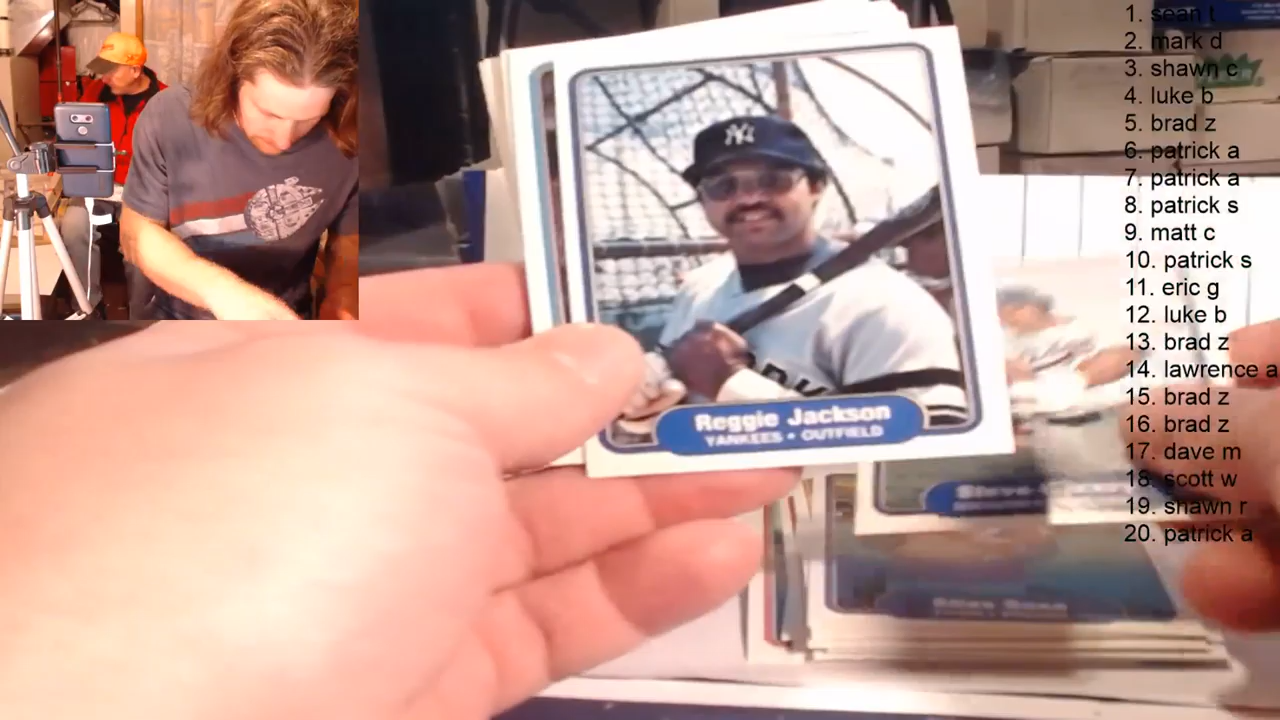 1. sean t
2. mark d
3. shawn c
4. luke b
5. brad z
6. patrick a
7. patrick a
8. patrick s
9. matt c
10. patrick s
11. eric g
12. luke b
13. brad z
14. lawrence a
15. brad z
16. brad z
17. dave m
18. scott w
19. shawn r
20. patrick a
NY
Reggie Jackson
YANKEES • OUTFIELD
Steve